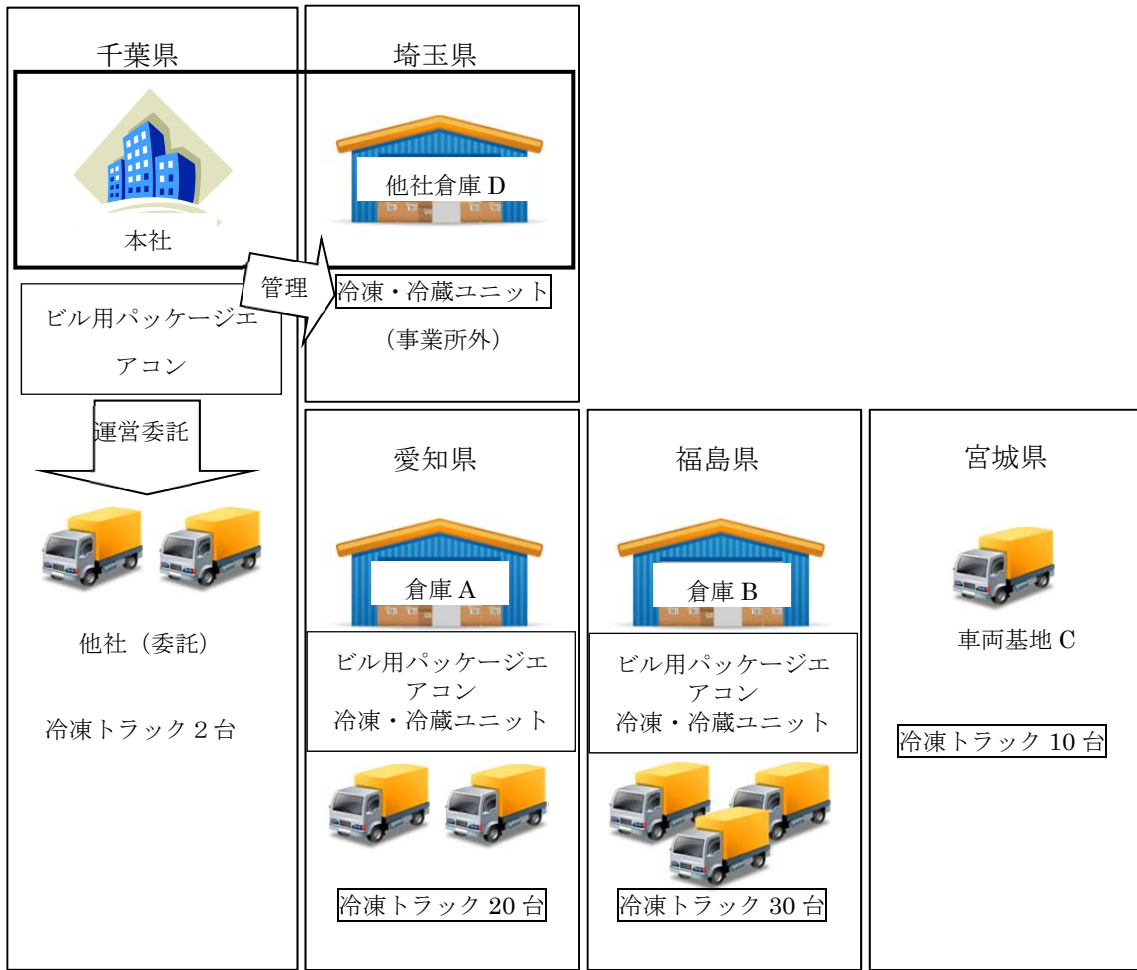 千葉県
本社
ビル用パッケージエ
アコン
運営委託
他社（委託）
冷凍トラック２台
管理
埼玉県
他社倉庫 D
冷凍・冷蔵ユニット
（事業所外）
愛知県
倉庫 A
ビル用パッケージエ
アコン
冷凍・冷蔵ユニット
冷凍トラック 20 台
福島県
倉庫 B
ビル用パッケージエ
アコン
冷凍・冷蔵ユニット
冷凍トラック 30 台
宮城県
車両基地 C
冷凍トラック 10 台